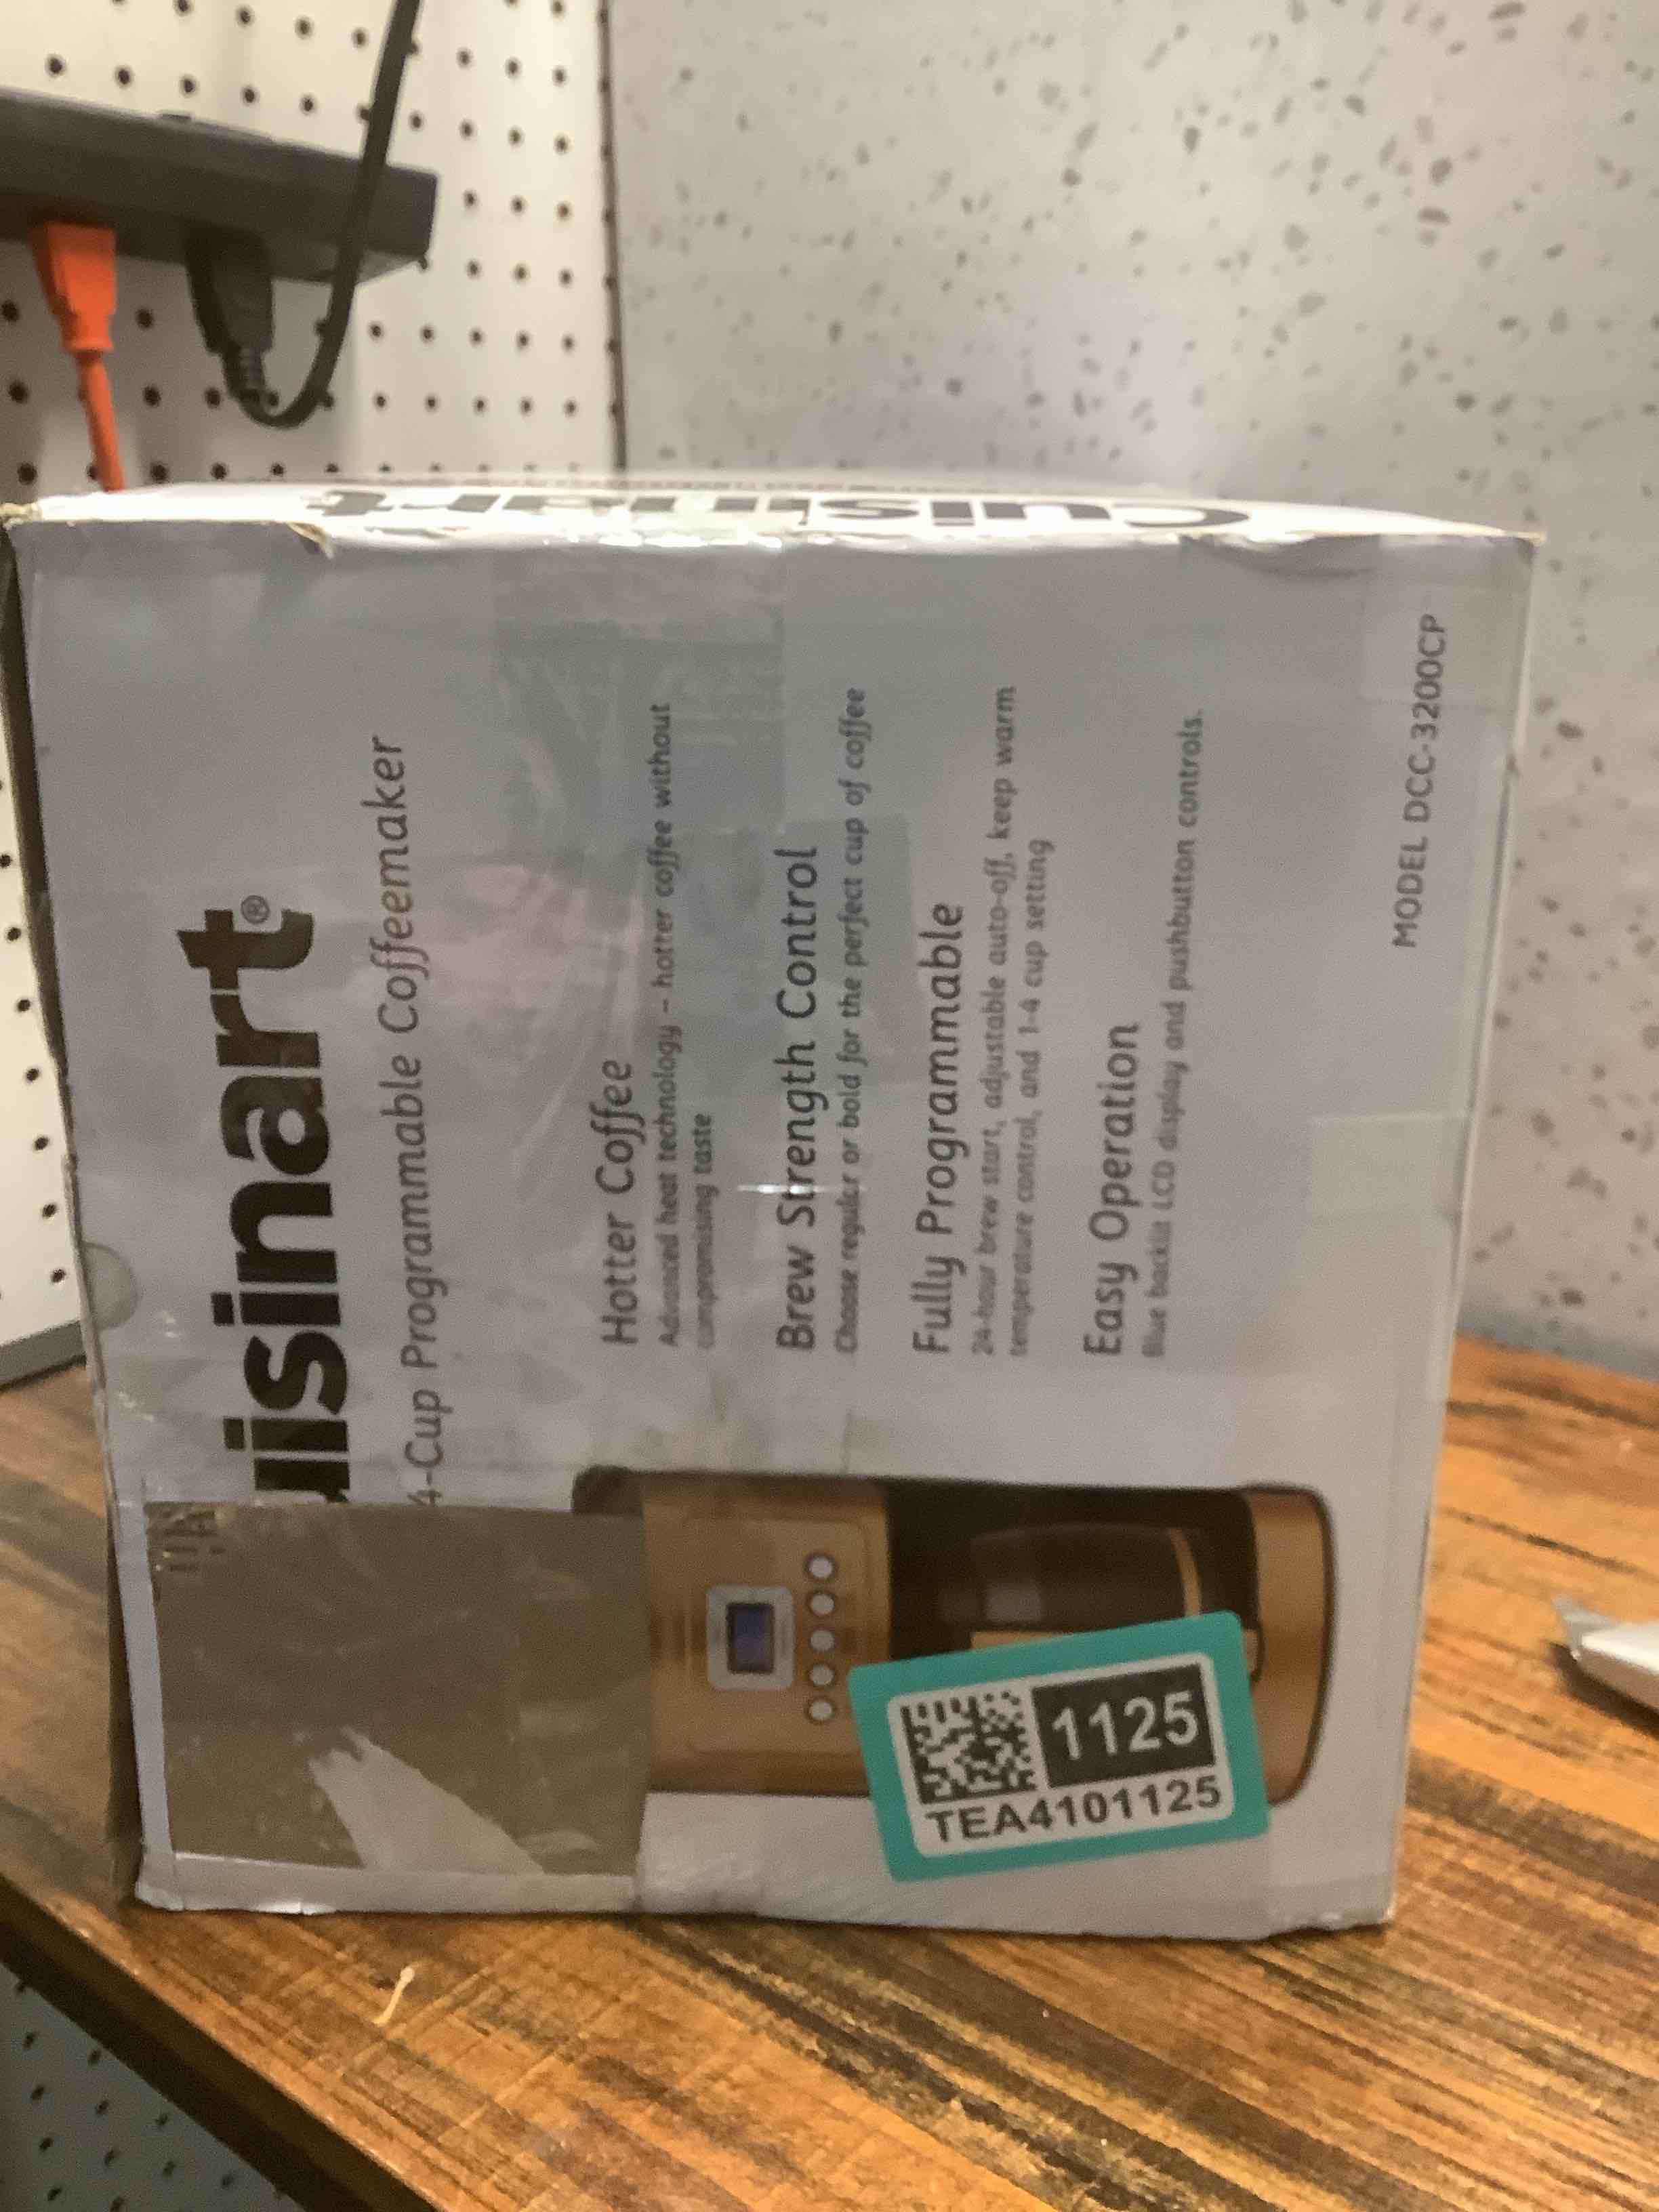 Cuisinart
uisinart®
4-Cup Programmable Coffeemaker
Hotter Coffee
Advanced heat technology – hotter coffee without
compromising taste
Brew Strength Control
Choose regular or bold for the perfect cup of coffee
Fully Programmable
24-hour brew start, adjustable auto-off, keep warm
temperature control, and 1-4 cup setting
Easy Operation
Blue backlit LCD display and pushbutton controls.
MODEL DCC-3200CP
1125
TEA4101125